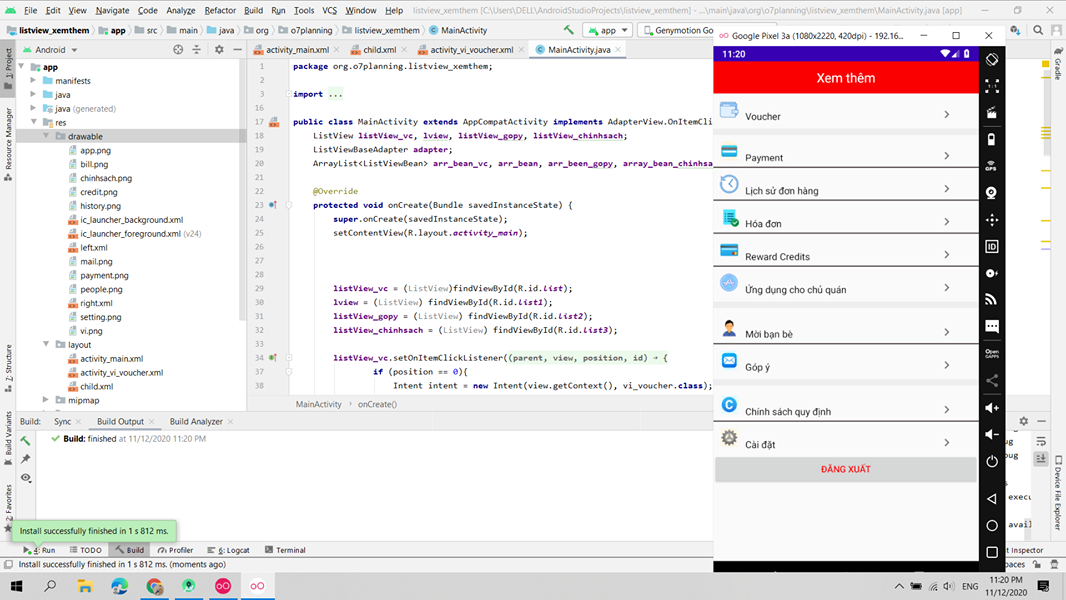 File Edit View Navigate Code Analyze Refactor Build Run Tools VCS Window Help listview_xemthem [C:\Users\DELL\AndroidStudioProjects\listview_xemthem] - ...\main\java\org\o7planning\listview_xemthem\MainActivity.java [app]
listview_xemthem app src main java org o7planning listview_xemthem MainActivity
app Genymotion Go
Android
activity_main.xml child.xml activity_vi_voucher.xml MainActivity.java
1: Project
Resource Manager
Z: Structure
Build Variants
2: Favorites
app
manifests
java
java (generated)
res
drawable
app.png
bill.png
chinhsach.png
credit.png
history.png
ic_launcher_background.xml
ic_launcher_foreground.xml (v24)
left.xml
mail.png
payment.png
people.png
right.xml
setting.png
vi.png
layout
activity_main.xml
activity_vi_voucher.xml
child.xml
mipmap
1 package org.o7planning.listview_xemthem;
2
3 import ...
16
17 public class MainActivity extends AppCompatActivity implements AdapterView.OnItemCli
18 ListView listView_vc, lview, listView_gopy, listView_chinhsach;
19 ListViewBaseAdapter adapter;
20 ArrayList<ListViewBean> arr_bean_vc, arr_bean, arr_been_gopy, array_bean_chinhsa
21
22 @Override
23 protected void onCreate(Bundle savedInstanceState) {
24 super.onCreate(savedInstanceState);
25 setContentView(R.layout.activity_main);
26
27
28
29 listView_vc = (ListView)findViewById(R.id.List);
30 lview = (ListView) findViewById(R.id.List1);
31 listView_gopy = (ListView) findViewById(R.id.List2);
32 listView_chinhsach = (ListView) findViewById(R.id.List3);
33
34 listView_vc.setOnItemClickListener((parent, view, position, id) → {
37 if (position == 0){
38 Intent intent = new Intent(view.getContext(), vi_voucher.class);
MainActivity onCreate()
Google Pixel 3a (1080x2220, 420dpi) - 192.16...
11:20
Xem thêm
Voucher
Payment
Lịch sử đơn hàng
Hóa đơn
Reward Credits
Ứng dụng cho chủ quán
Mời bạn bè
Góp ý
Chính sách quy định
Cài đặt
ĐĂNG XUẤT
1:1
GPS
ID
Open
GAPPS
Gradle
Device File Explorer
Build: Sync Build Output Build Analyzer
Build: finished at 11/12/2020 11:20 PM
Install successfully finished in 1 s 812 ms.
4: Run TODO Build Profiler 6: Logcat Terminal
Install successfully finished in 1 s 812 ms. (moments ago)
ENG
11:20 PM
11/12/2020